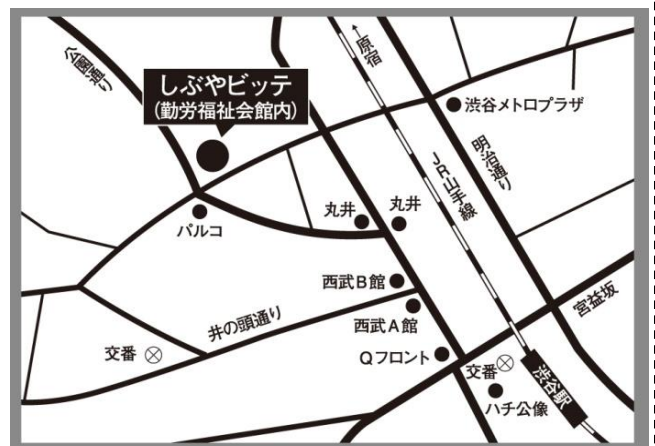 公園通り
しぶやビッテ
(勤労福祉会館内)
←原宿
渋谷メトロプラザ
明治通り
JR山手線
丸井
丸井
パルコ
西武B館
西武A館
井の頭通り
宮益坂
交番
Qフロント
交番
ハチ公像
渋谷駅